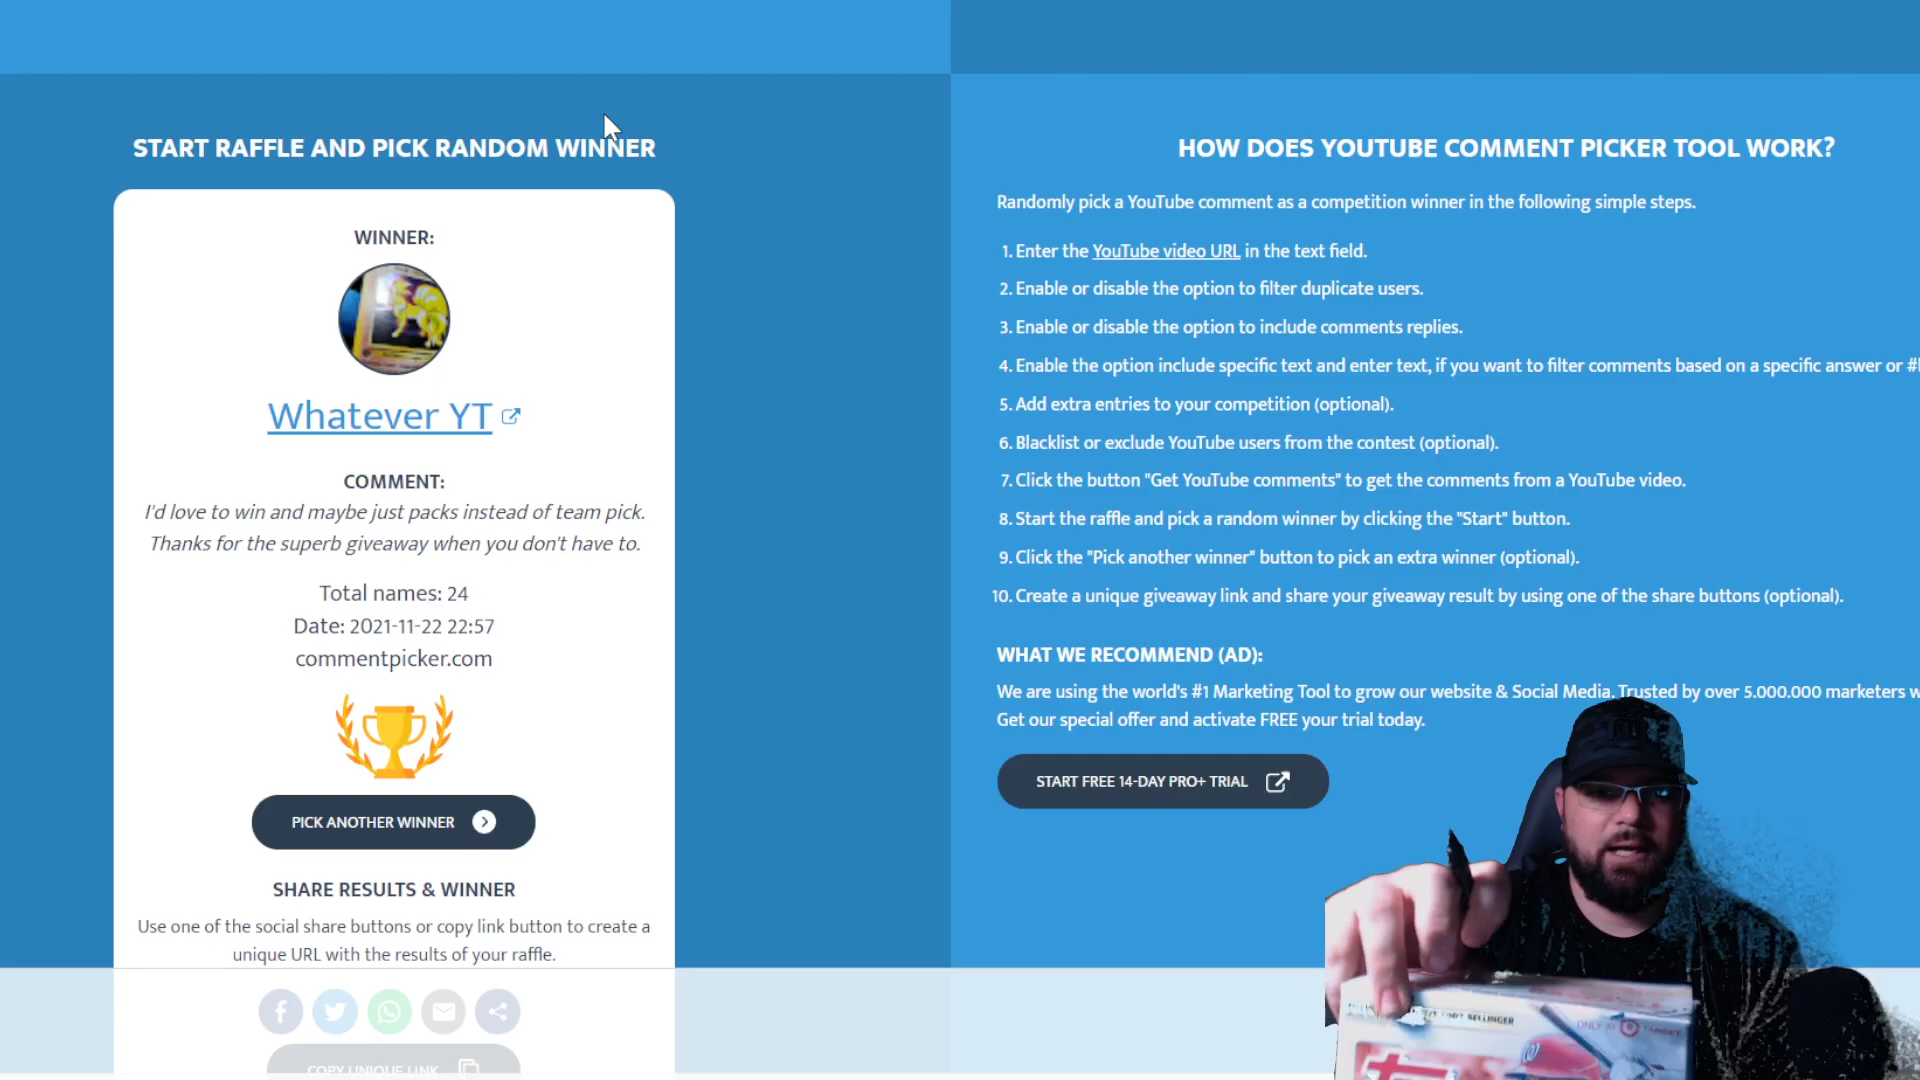 START RAFFLE AND PICK RANDOM WINNER
WINNER:
Whatever YT
COMMENT:
I'd love to win and maybe just packs instead of team pick.
Thanks for the superb giveaway when you don't have to.
Total names: 24
Date: 2021-11-22 22:57
commentpicker.com
PICK ANOTHER WINNER
SHARE RESULTS & WINNER
Use one of the social share buttons or copy link button to create a
unique URL with the results of your raffle.
COPY UNIQUE LINK
HOW DOES YOUTUBE COMMENT PICKER TOOL WORK?
Randomly pick a YouTube comment as a competition winner in the following simple steps.
1. Enter the YouTube video URL in the text field.
2. Enable or disable the option to filter duplicate users.
3. Enable or disable the option to include comments replies.
4. Enable the option include specific text and enter text, if you want to filter comments based on a specific answer or #
5. Add extra entries to your competition (optional).
6. Blacklist or exclude YouTube users from the contest (optional).
7. Click the button "Get YouTube comments" to get the comments from a YouTube video.
8. Start the raffle and pick a random winner by clicking the "Start" button.
9. Click the "Pick another winner" button to pick an extra winner (optional).
10. Create a unique giveaway link and share your giveaway result by using one of the share buttons (optional).
WHAT WE RECOMMEND (AD):
We are using the world's #1 Marketing Tool to grow our website & Social Media. Trusted by over 5.000.000 marketers w
Get our special offer and activate FREE your trial today.
START FREE 14-DAY PRO+ TRIAL
BELLINGER
ONLY AT TARGET